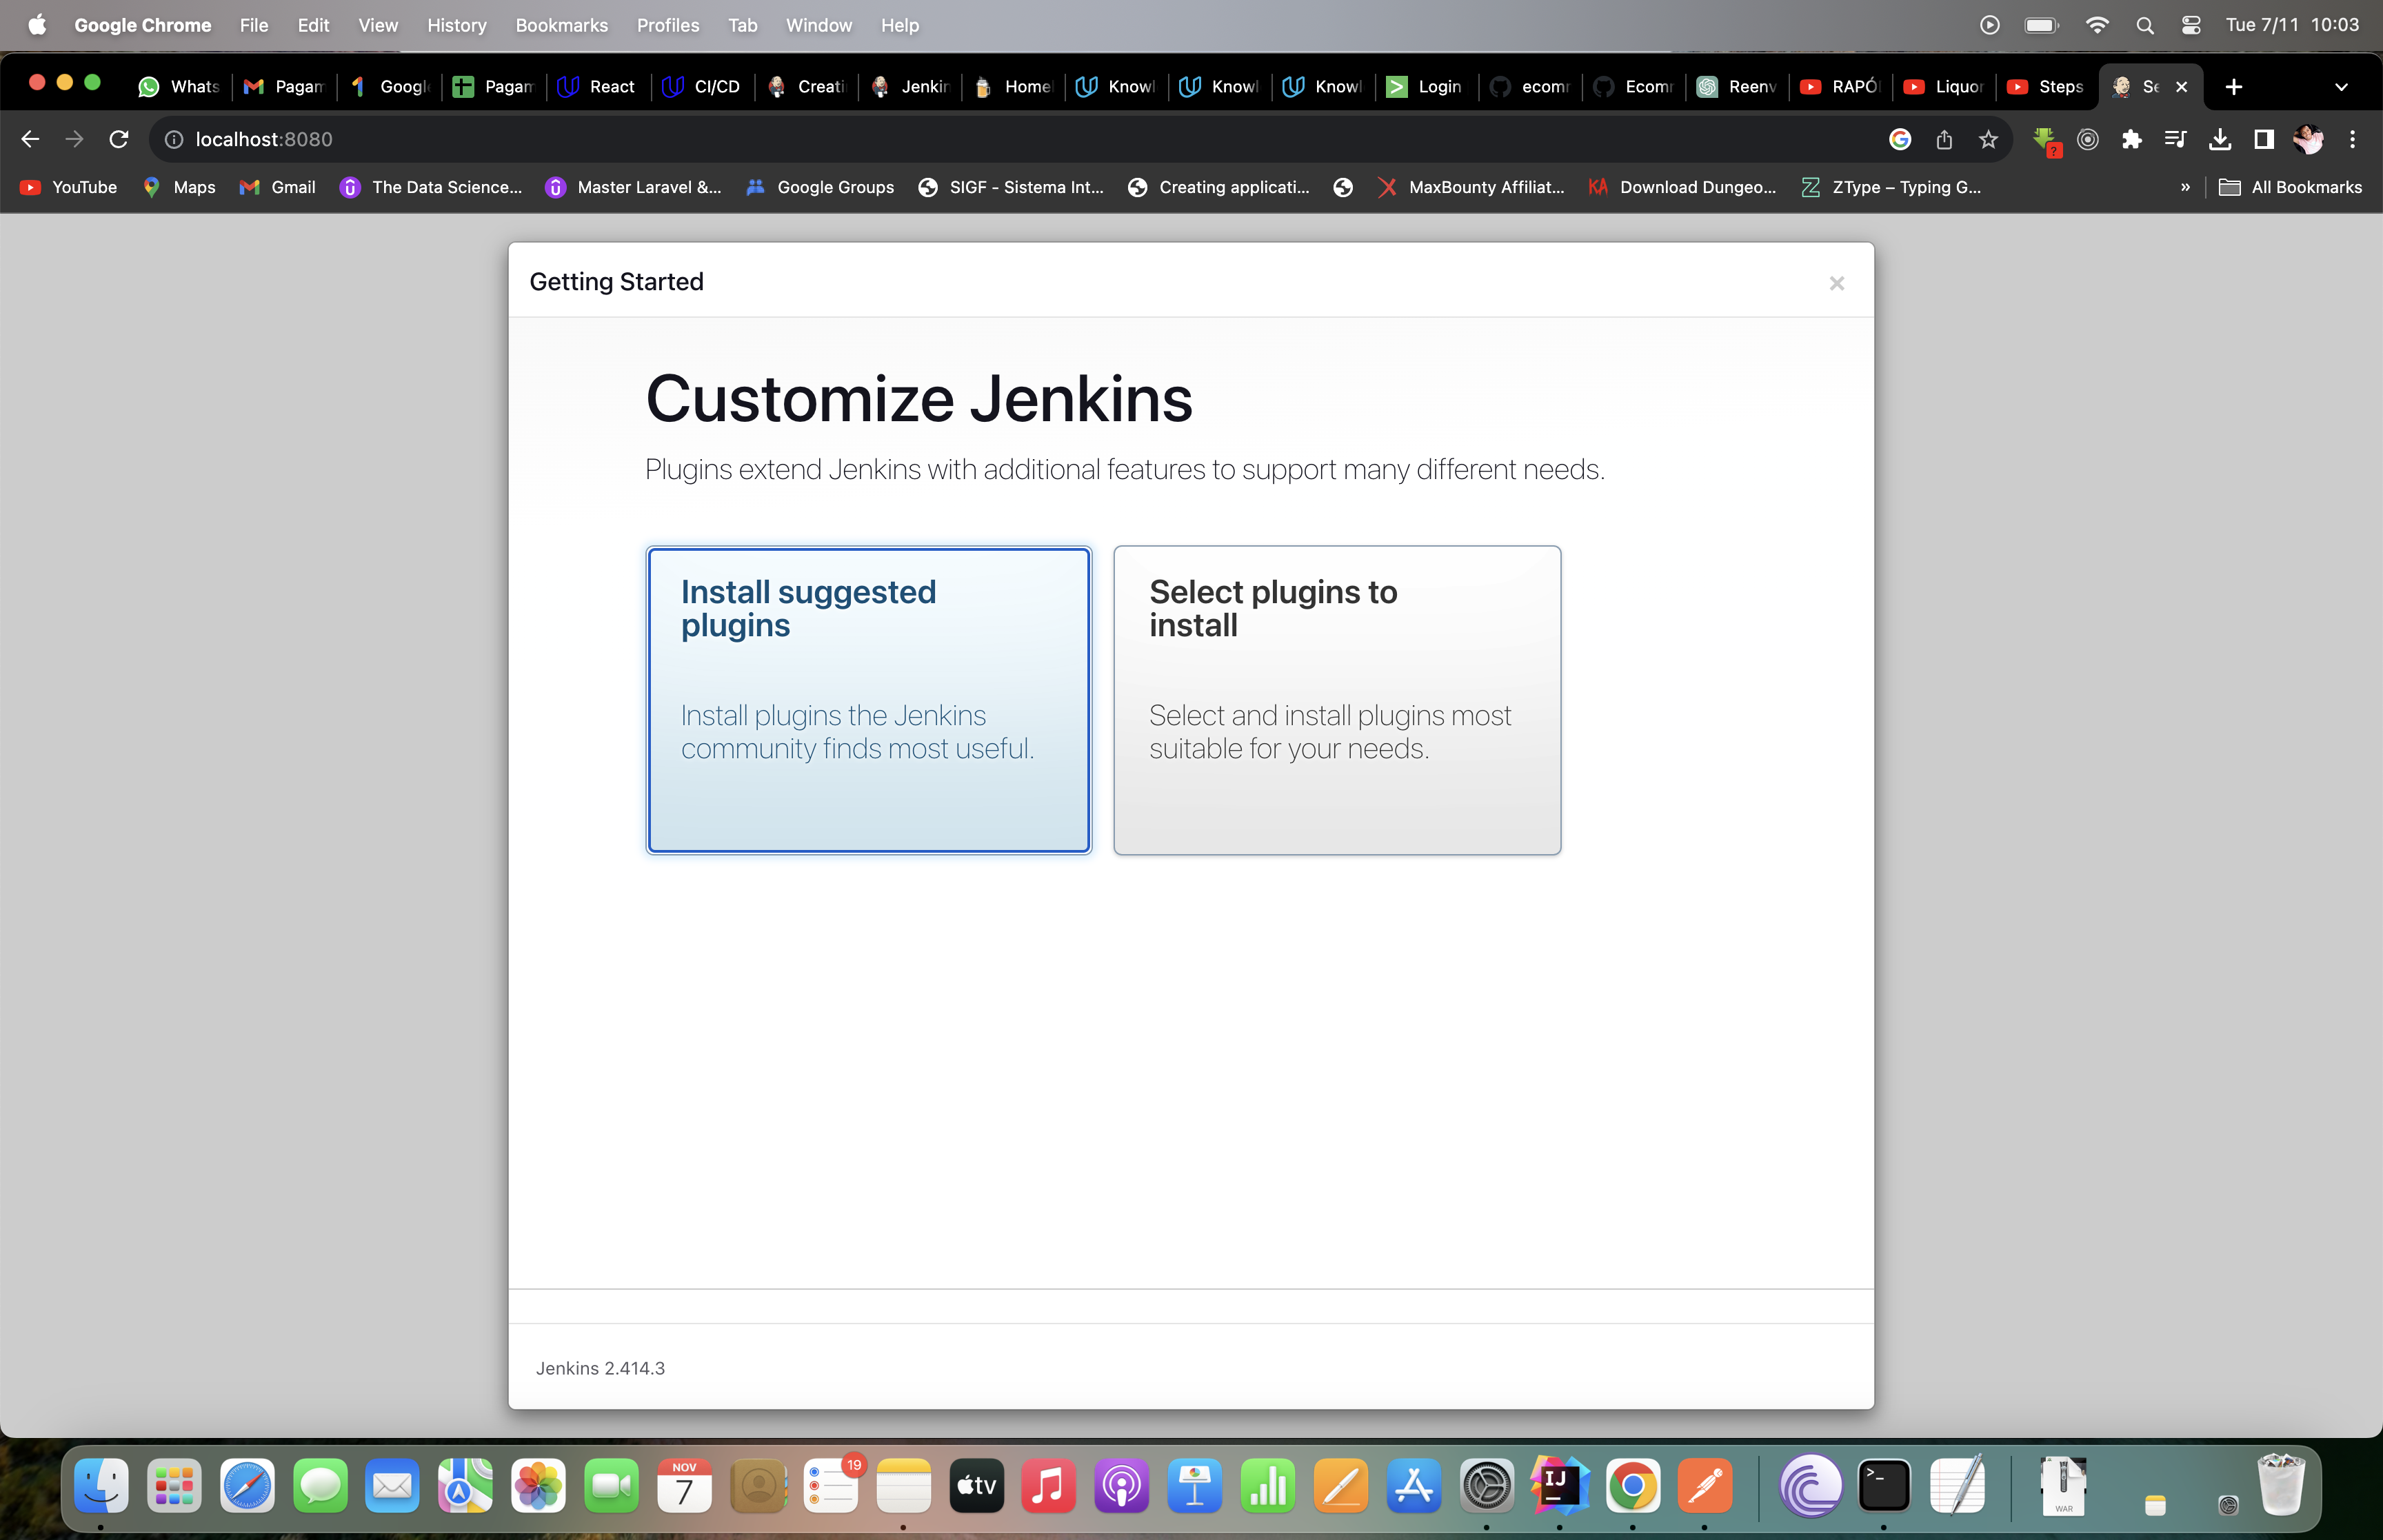 Google Chrome File Edit View History Bookmarks Profiles Tab Window Help Tue 7/11 10:03
Whats Pagam Google Pagam React CI/CD Creati Jenkin Home Knowl Knowl Knowl Login ecomr Ecomr Reenv RAPÓ Liquor Steps Se
localhost:8080
YouTube Maps Gmail The Data Science... Master Laravel &... Google Groups SIGF - Sistema Int... Creating applicati... MaxBounty Affiliat... KA Download Dungeo... ZType – Typing G... » All Bookmarks
Getting Started
Customize Jenkins
Plugins extend Jenkins with additional features to support many different needs.
Install suggested
plugins
Install plugins the Jenkins
community finds most useful.
Select plugins to
install
Select and install plugins most
suitable for your needs.
Jenkins 2.414.3
NOV
7
19
tv
IJ
>_
WAR